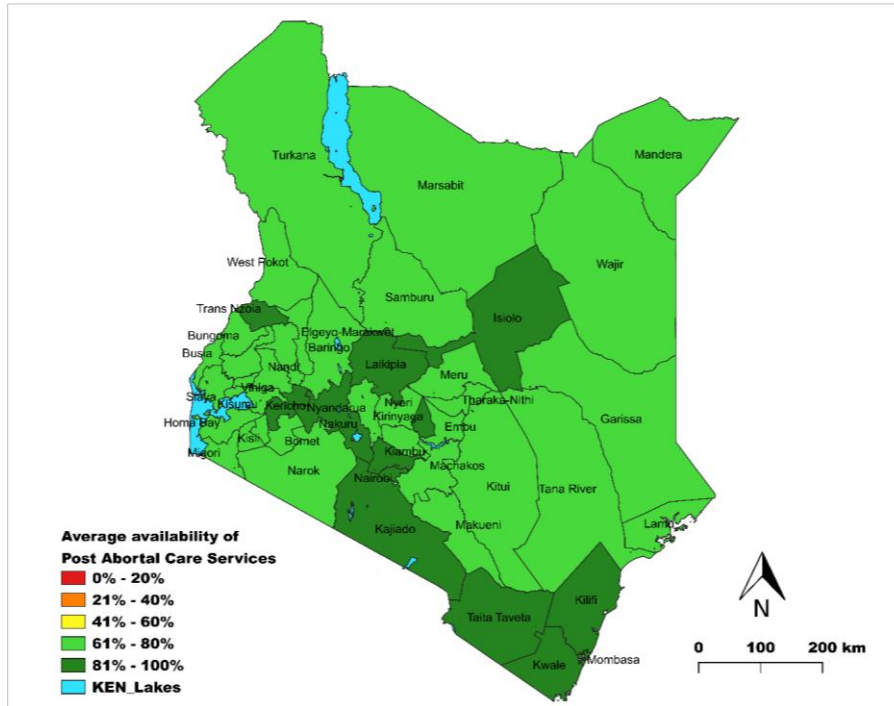 Mandera
Turkana
Marsabit
Wajir
West Pokot
Samburu
Trans Nzoia
Isiolo
Elgeyo-Marakwet
Bungoma
Baringo
Busia
Laikipia
Nandi
Meru
Vihiga
Siaya
Kisumu
Kericho
Nyandarua
Nyeri
Tharaka-Nithi
Kirinyaga
Garissa
Homa Bay
Nakuru
Embu
Kisii
Bomet
Kiambu
Migori
Machakos
Narok
Nairobi
Kitui
Tana River
Kajiado
Makueni
Lamu
Kilifi
Taita Taveta
Kwale
Mombasa
Average availability of
Post Abortal Care Services
0% - 20%
21% - 40%
41% - 60%
61% - 80%
81% - 100%
KEN_Lakes
N
0 100 200 km